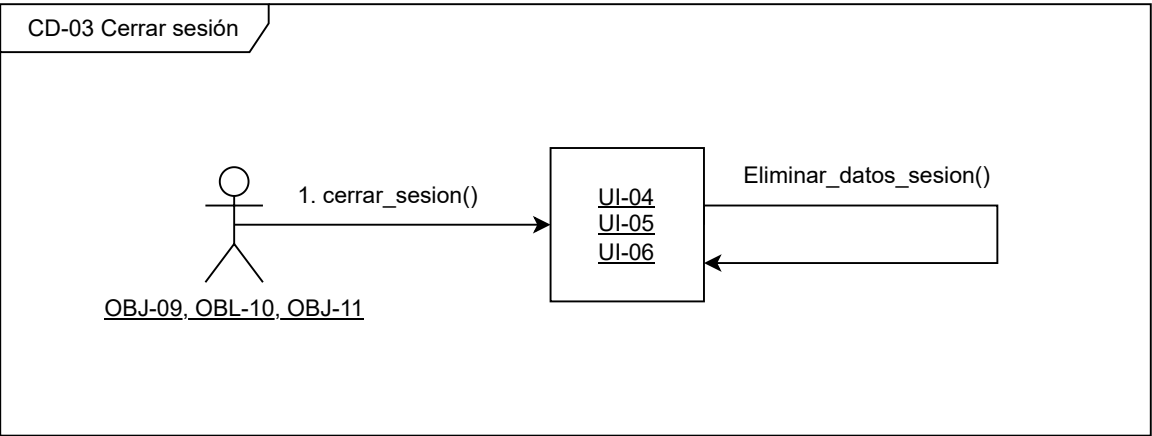 CD-03 Cerrar sesión
1. cerrar_sesion()
Eliminar_datos_sesion()
UI-04
UI-05
UI-06
OBJ-09, OBL-10, OBJ-11